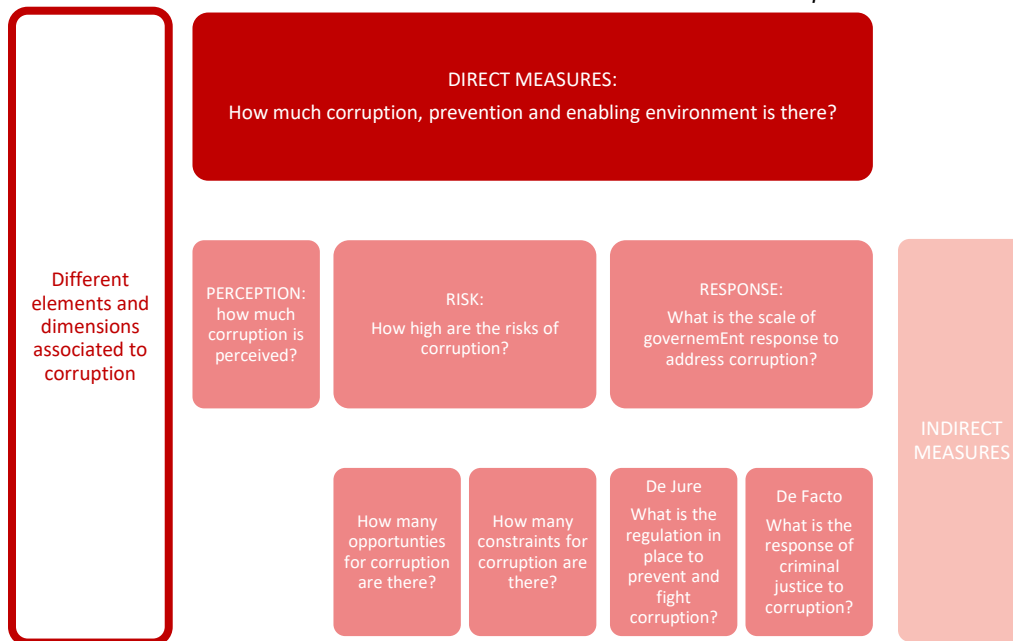 DIRECT MEASURES:
How much corruption, prevention and enabling environment is there?
Different
elements and
dimensions
associated to
corruption
PERCEPTION:
how much
corruption is
perceived?
RISK:
How high are the risks of
corruption?
RESPONSE:
What is the scale of
governemEnt response to
address corruption?
INDIRECT
MEASURES
How many
opportunties
for corruption
are there?
How many
constraints for
corruption are
there?
De Jure
What is the
regulation in
place to
prevent and
fight
corruption?
De Facto
What is the
response of
criminal
justice to
corruption?